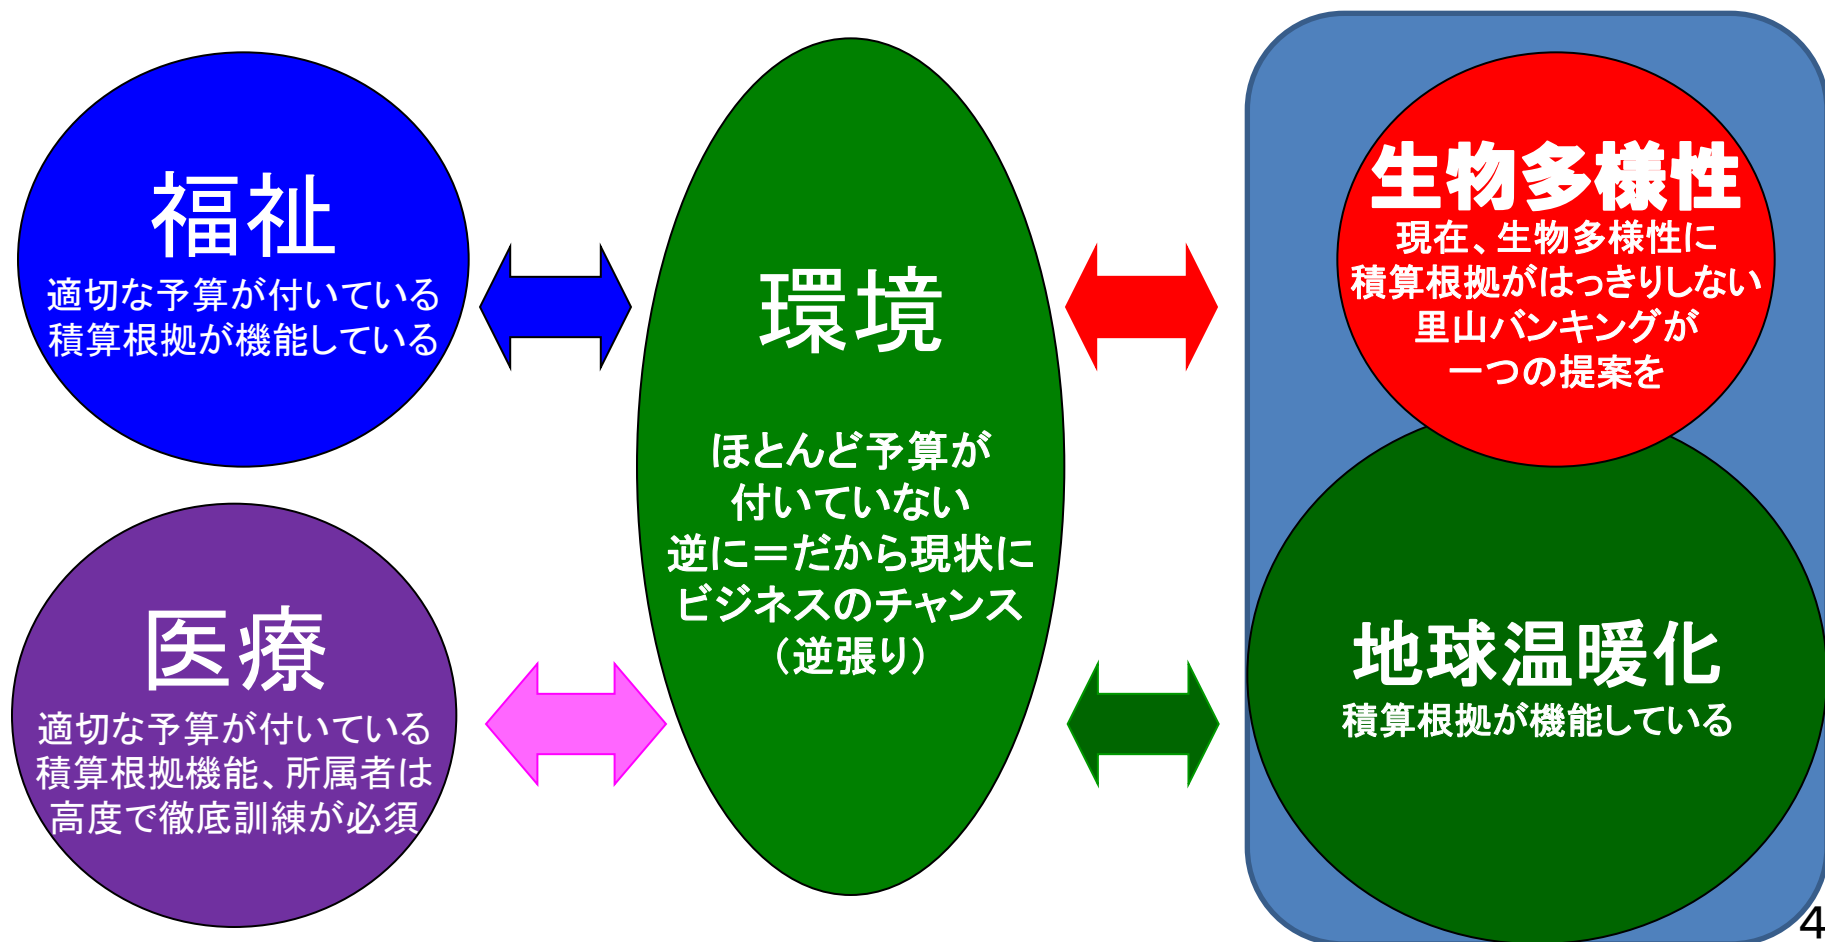 福祉
適切な予算が付いている
積算根拠が機能している
医療
適切な予算が付いている
積算根拠機能、所属者は
高度で徹底訓練が必須
環境
ほとんど予算が
付いていない
逆に＝だから現状に
ビジネスのチャンス
（逆張り）
生物多様性
現在、生物多様性に
積算根拠がはっきりしない
里山バンキングが
一つの提案を
地球温暖化
積算根拠が機能している
4